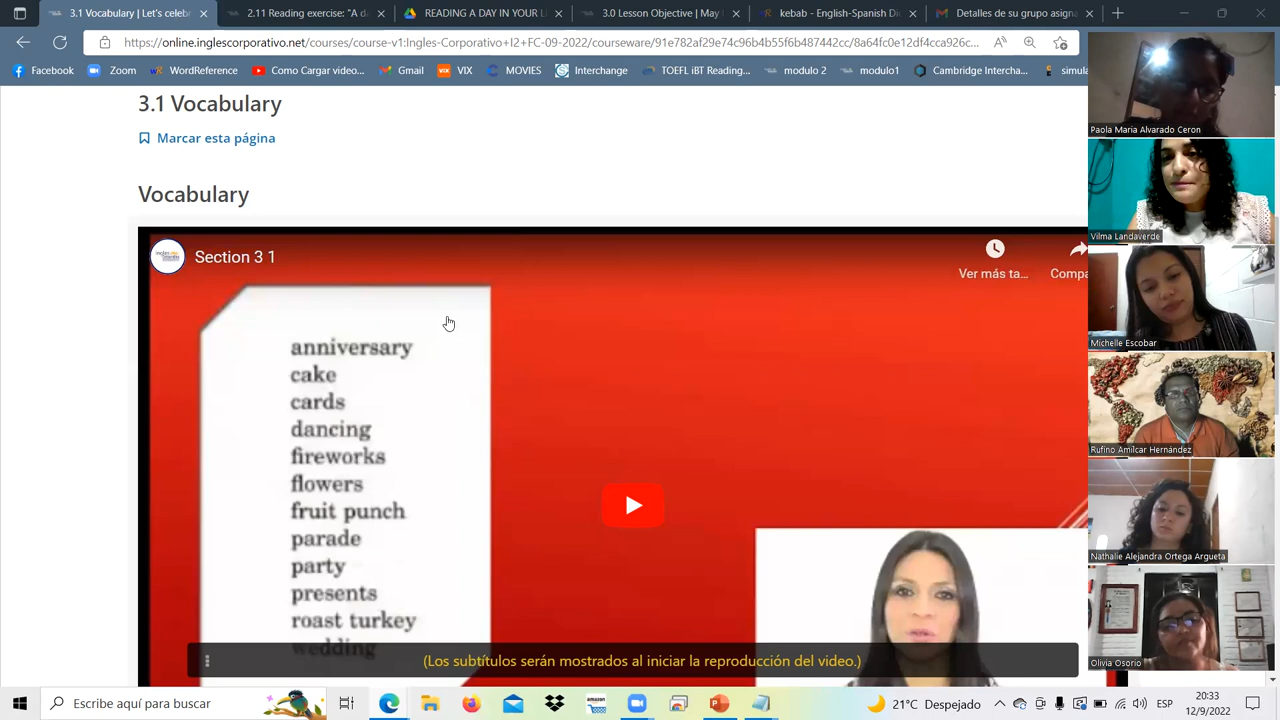 3.1 Vocabulary | Let's celebr
2.11 Reading exercise: "A d
READING A DAY IN YOUR LI
3.0 Lesson Objective | May I
kebab - English-Spanish Dic
Detalles de su grupo asigna
https://online.inglescorporativo.net/courses/course-v1:Ingles-Corporativo+I2+FC-09-2022/courseware/91e782af29e74c96b4b55f6b487442cc/8a64fc0e12df4cca926c...
Facebook
Zoom
WordReference
Como Cargar video...
Gmail
VIX
MOVIES
Interchange
TOEFL iBT Reading...
modulo 2
modulo1
Cambridge Intercha...
simula
3.1 Vocabulary
Marcar esta página
Vocabulary
Section 3 1
Ver más ta...
Compa
anniversary
cake
cards
dancing
fireworks
flowers
fruit punch
parade
party
presents
roast turkey
wedding
(Los subtítulos serán mostrados al iniciar la reproducción del video.)
Paola Maria Alvarado Ceron
Vilma Landaverde
Michelle Escobar
Rufino Amilcar Hernández
Nathalie Alejandra Ortega Argueta
Olivia Osorio
Escribe aquí para buscar
21°C Despejado
ESP
20:33
12/9/2022